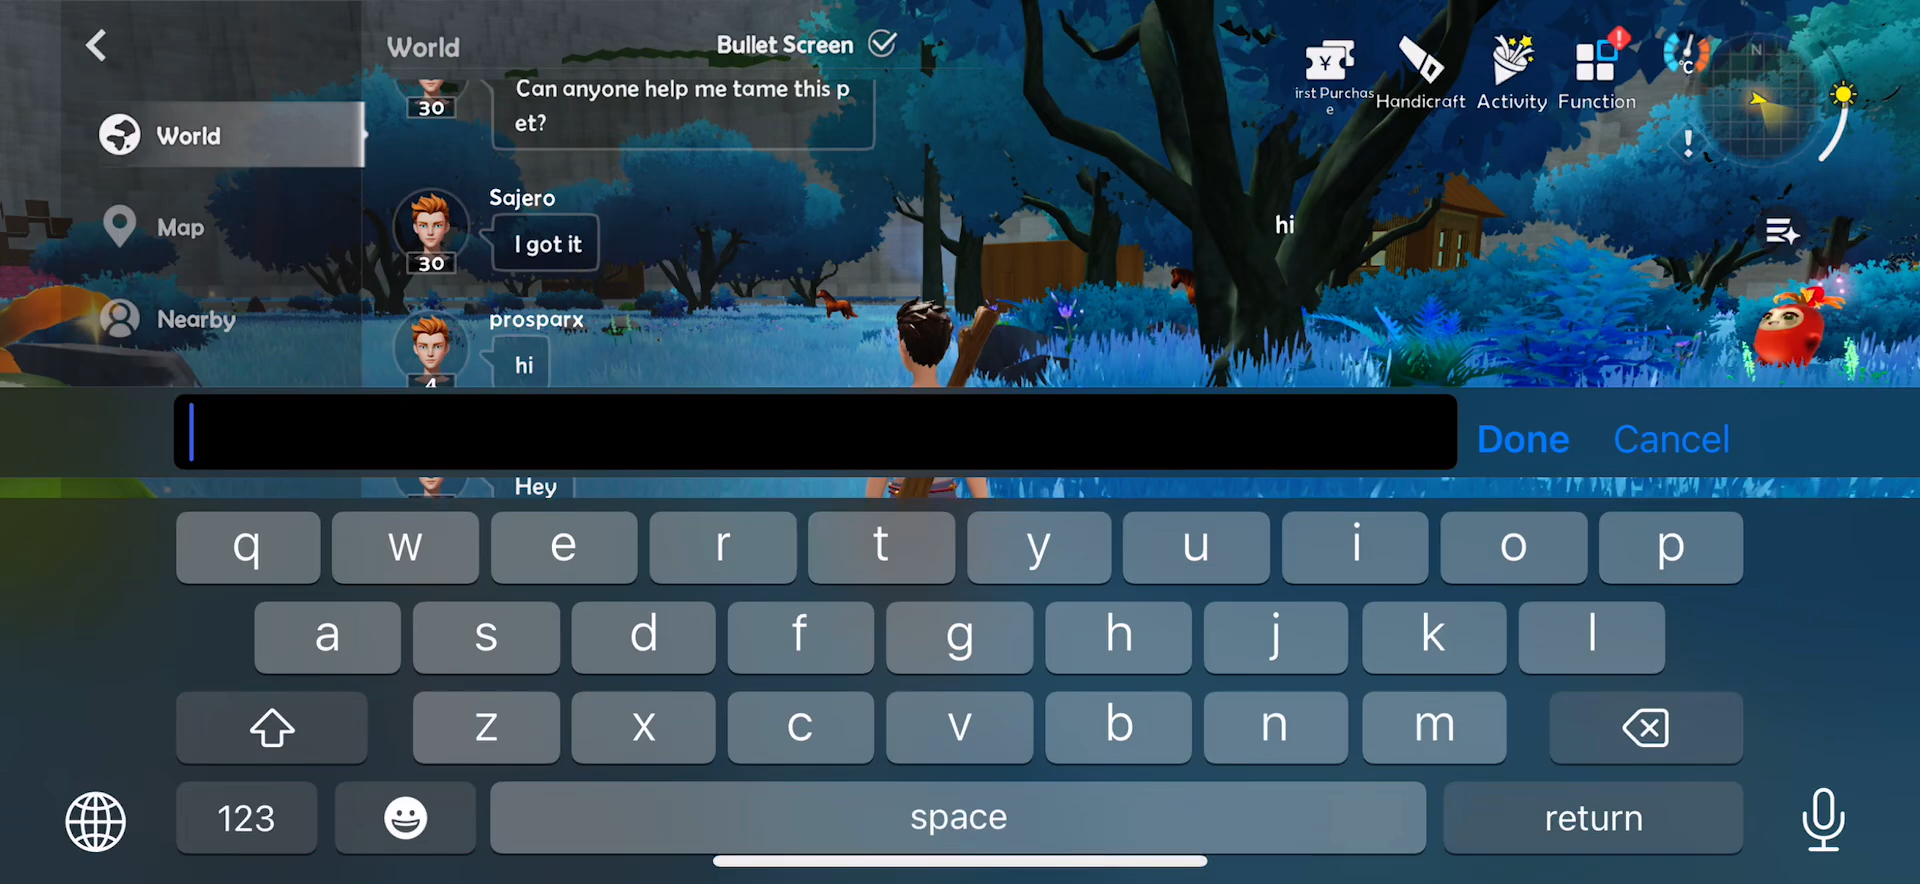 World
Bullet Screen
irst Purchas
e
Handicraft
Activity
Function
°C
N
30
Can anyone help me tame this p
et?
World
Map
Nearby
Sajero
I got it
30
hi
prosparx
hi
4
Done
Cancel
Hey
q w e r t y u i o p
a s d f g h j k l
z x c v b n m
123
space
return